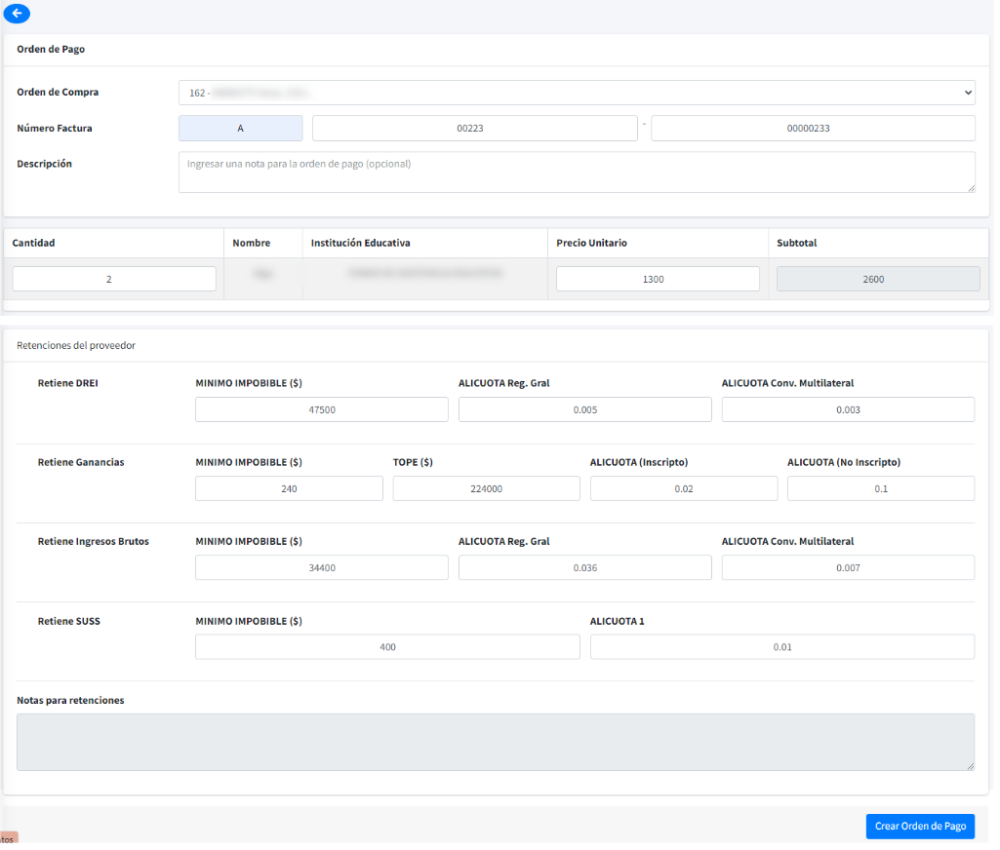 Orden de Pago
Orden de Compra
162 -
Número Factura
A
00223
-
00000233
Descripción
Ingresar una nota para la orden de pago (opcional)
Cantidad Nombre Institución Educativa Precio Unitario Subtotal
2 1300 2600
Retenciones del proveedor
Retiene DREI MINIMO IMPOBIBLE ($) ALICUOTA Reg. Gral ALICUOTA Conv. Multilateral
47500 0.005 0.003
Retiene Ganancias MINIMO IMPOBIBLE ($) TOPE ($) ALICUOTA (Inscripto) ALICUOTA (No Inscripto)
240 224000 0.02 0.1
Retiene Ingresos Brutos MINIMO IMPOBIBLE ($) ALICUOTA Reg. Gral ALICUOTA Conv. Multilateral
34400 0.036 0.007
Retiene SUSS MINIMO IMPOBIBLE ($) ALICUOTA 1
400 0.01
Notas para retenciones
Crear Orden de Pago
tos